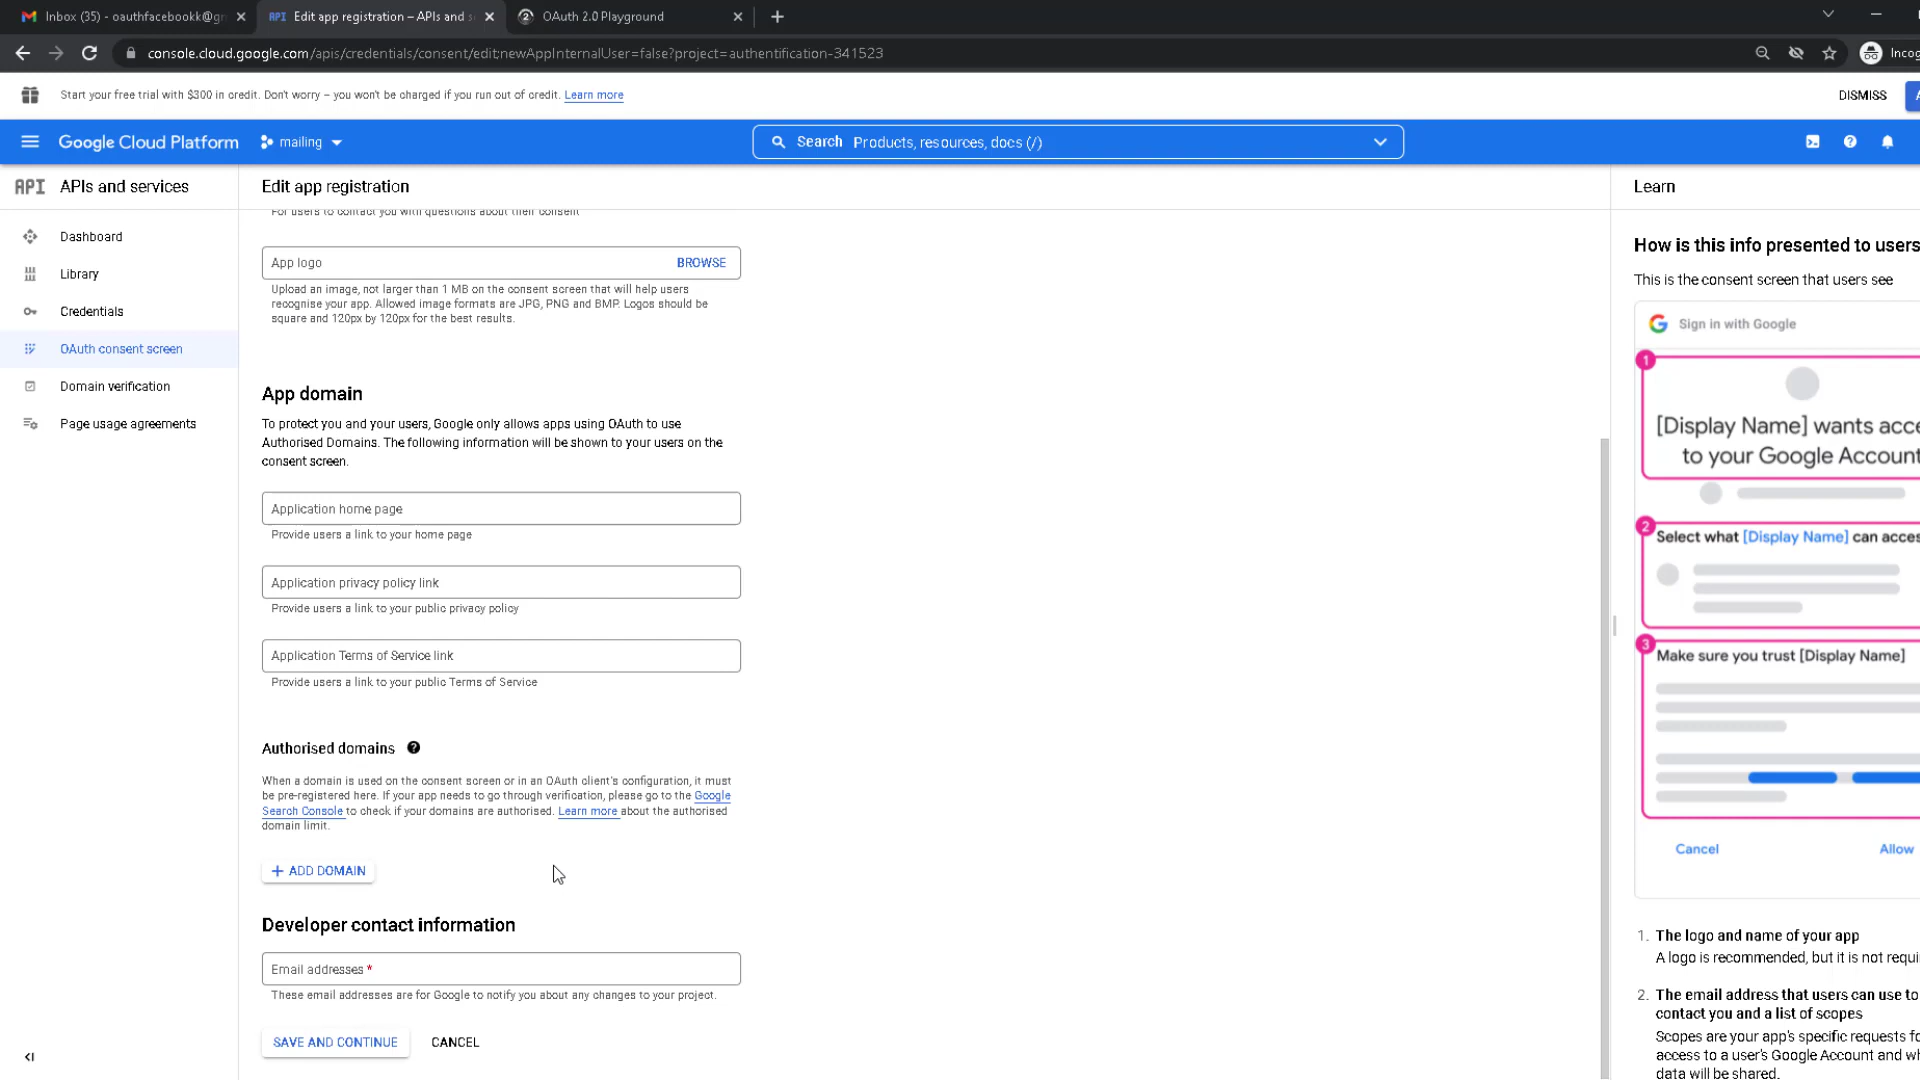 Inbox (35) - oauthfacebookk@gm
Edit app registration – APIs and s
OAuth 2.0 Playground
console.cloud.google.com/apis/credentials/consent/edit;newAppInternalUser=false?project=authentification-341523
Incog
Start your free trial with $300 in credit. Don't worry – you won't be charged if you run out of credit. Learn more
DISMISS
Google Cloud Platform
mailing
Search Products, resources, docs (/)
API APIs and services
Dashboard
Library
Credentials
OAuth consent screen
Domain verification
Page usage agreements
Edit app registration
For users to contact you with questions about their consent
App logo
BROWSE
Upload an image, not larger than 1 MB on the consent screen that will help users
recognise your app. Allowed image formats are JPG, PNG and BMP. Logos should be
square and 120px by 120px for the best results.
App domain
To protect you and your users, Google only allows apps using OAuth to use
Authorised Domains. The following information will be shown to your users on the
consent screen.
Application home page
Provide users a link to your home page
Application privacy policy link
Provide users a link to your public privacy policy
Application Terms of Service link
Provide users a link to your public Terms of Service
Authorised domains
When a domain is used on the consent screen or in an OAuth client's configuration, it must
be pre-registered here. If your app needs to go through verification, please go to the Google
Search Console to check if your domains are authorised. Learn more about the authorised
domain limit.
+ ADD DOMAIN
Developer contact information
Email addresses *
These email addresses are for Google to notify you about any changes to your project.
SAVE AND CONTINUE
CANCEL
Learn
How is this info presented to users
This is the consent screen that users see
Sign in with Google
1
[Display Name] wants acce
to your Google Account
2
Select what [Display Name] can acces
3
Make sure you trust [Display Name]
Cancel
Allow
1. The logo and name of your app
A logo is recommended, but it is not requi
2. The email address that users can use to
contact you and a list of scopes
Scopes are your app's specific requests fo
access to a user's Google Account and wh
data will be shared.